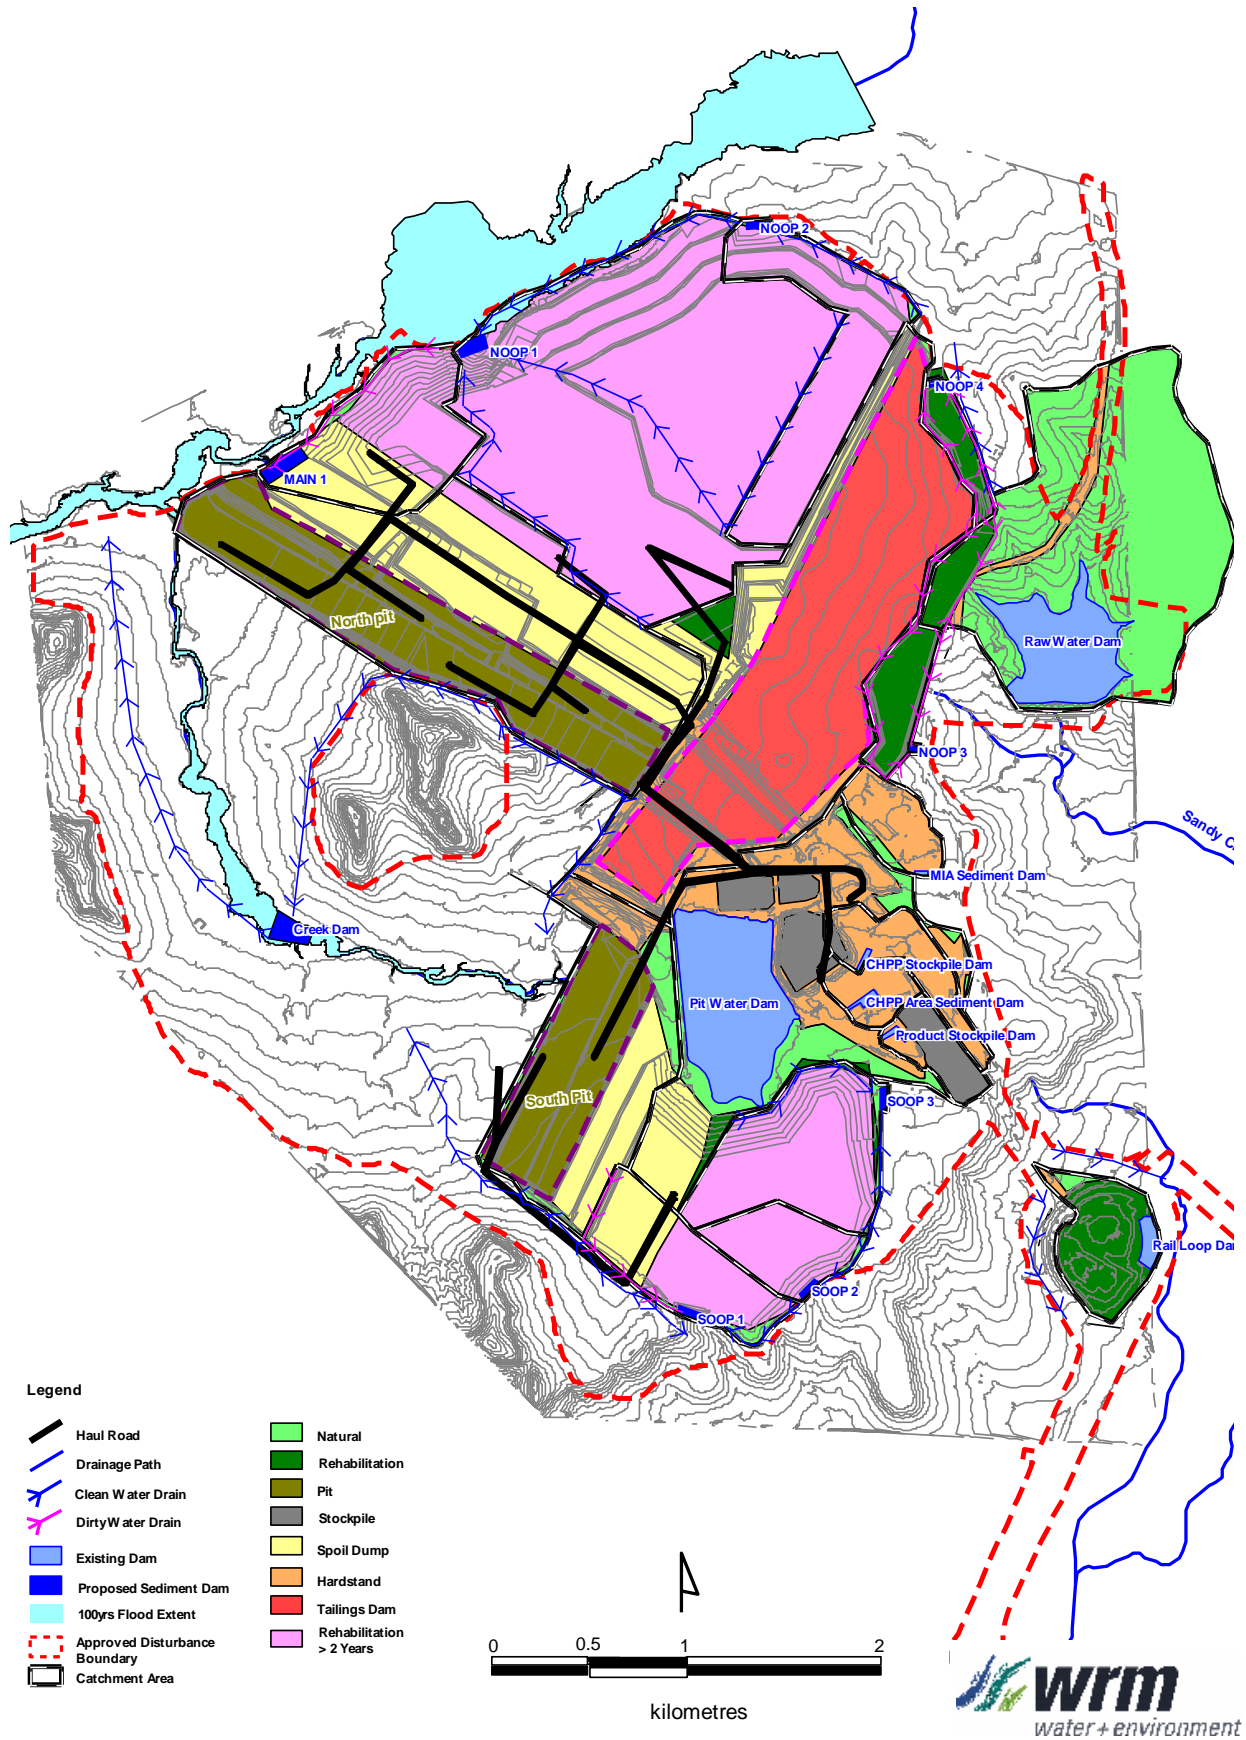 NOOP 2
NOOP 1
NOOP 4
MAIN 1
North pit
Raw Water Dam
NOOP 3
Sandy C
MIA Sediment Dam
Creek Dam
CHPP Stockpile Dam
Pit Water Dam
CHPP Area Sediment Dam
Product Stockpile Dam
South Pit
SOOP 3
Rail Loop Da
SOOP 2
SOOP 1
Legend
Haul Road
Drainage Path
Clean Water Drain
Dirty Water Drain
Existing Dam
Proposed Sediment Dam
100yrs Flood Extent
Approved Disturbance
Boundary
Catchment Area
Natural
Rehabilitation
Pit
Stockpile
Spoil Dump
Hardstand
Tailings Dam
Rehabilitation
> 2 Years
0 0.5 1 2
kilometres
wrm
water + environment